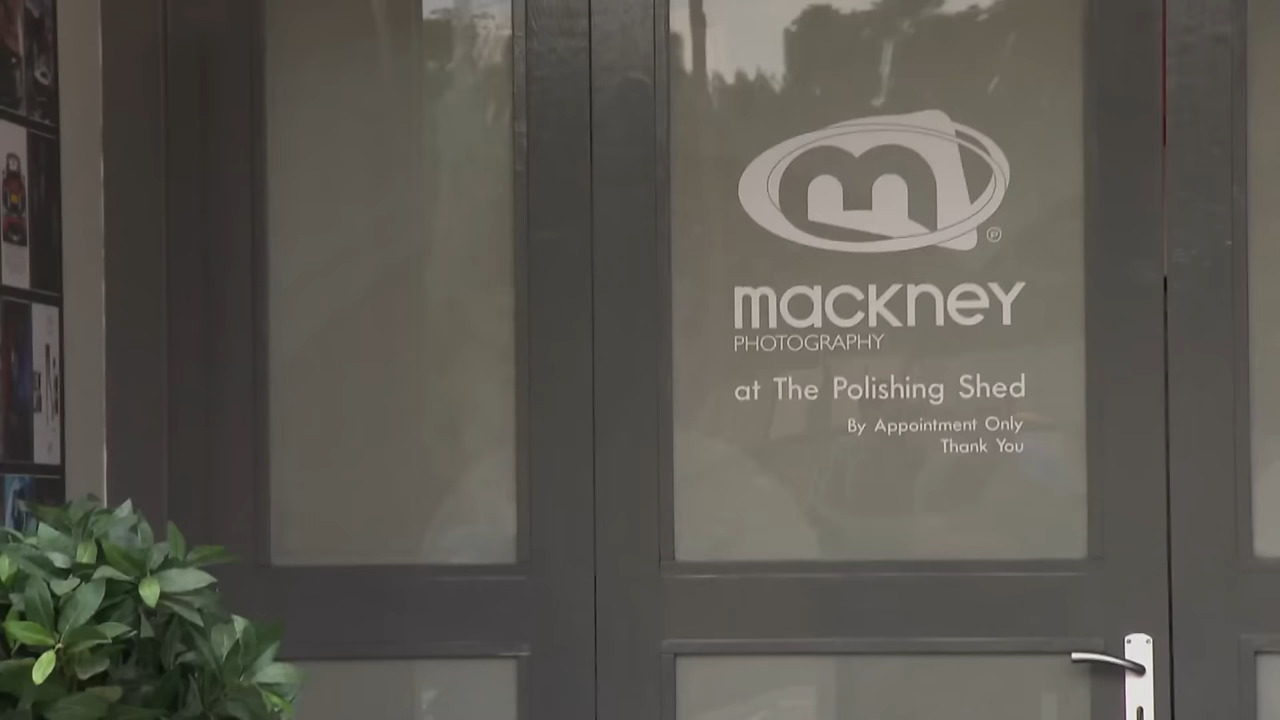 m
℗
mackney
PHOTOGRAPHY
at The Polishing Shed
By Appointment Only
Thank You